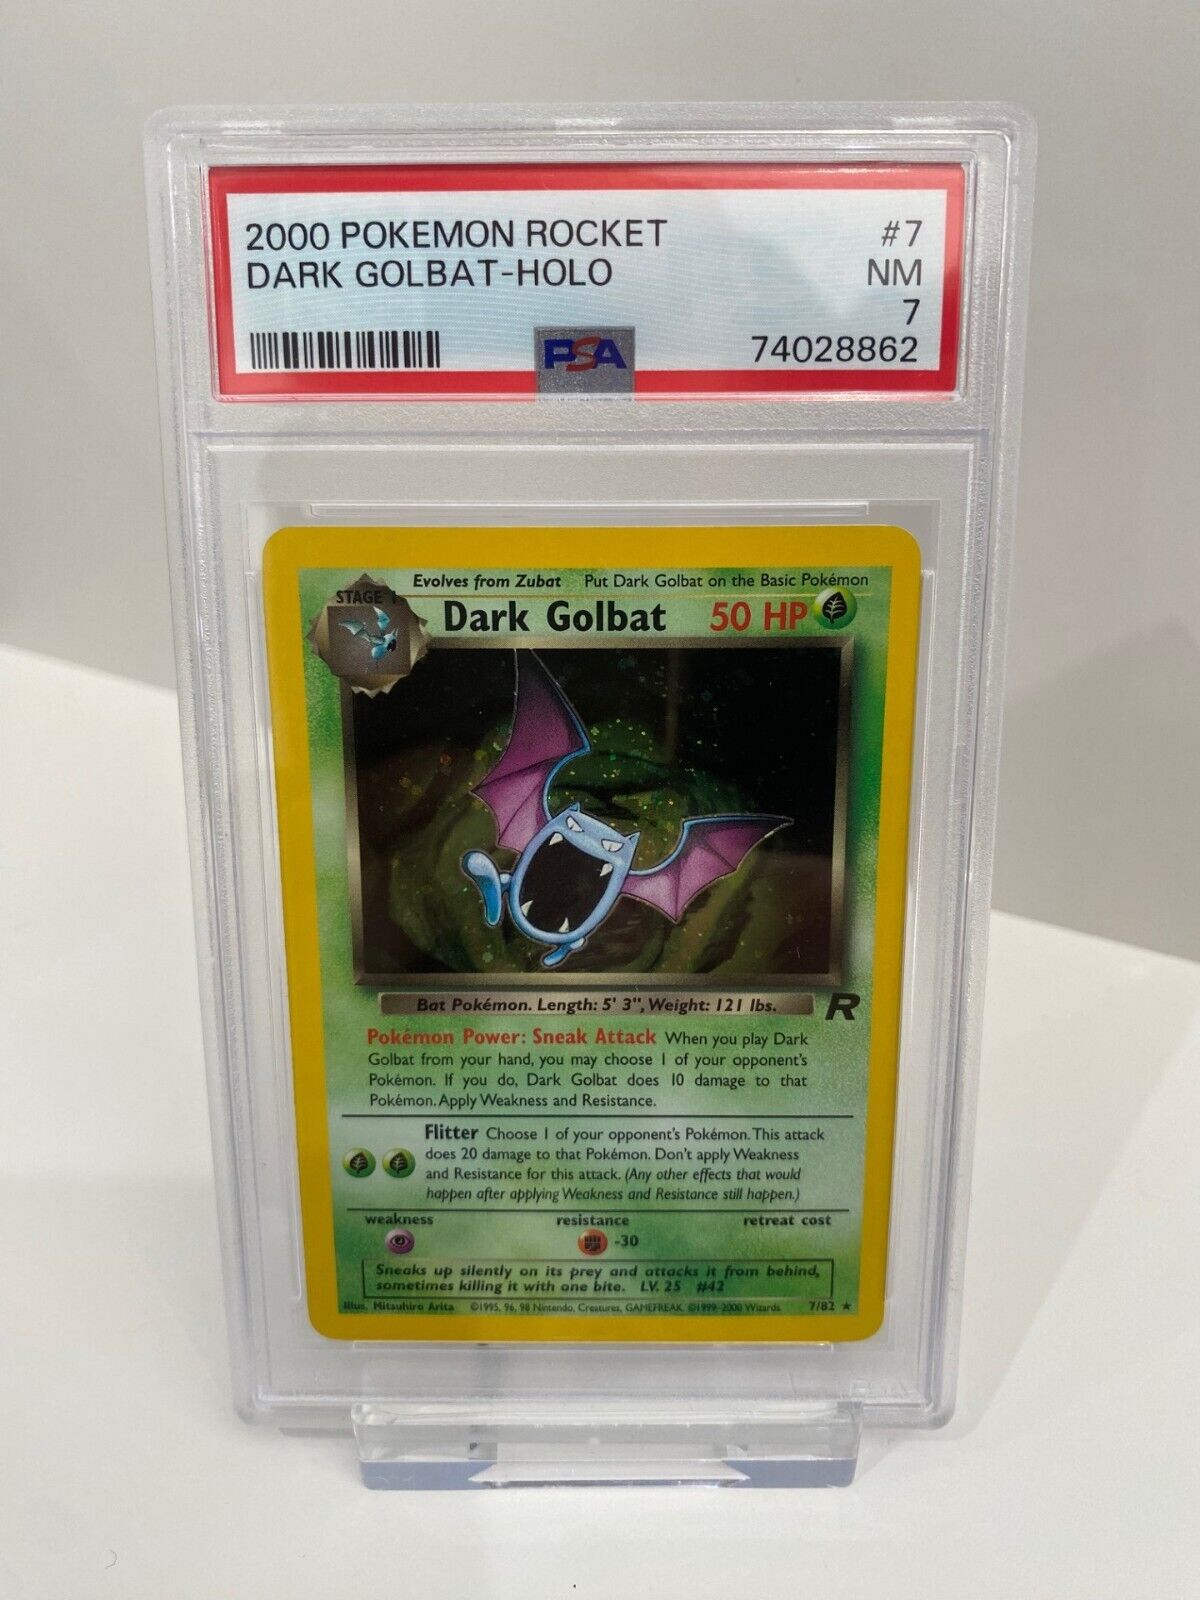 2000 POKEMON ROCKET #7
DARK GOLBAT-HOLO NM
7
PSA 74028862
Evolves from Zubat Put Dark Golbat on the Basic Pokémon
STAGE 1
Dark Golbat 50 HP
Bat Pokémon. Length: 5' 3", Weight: 121 lbs.
R
Pokémon Power: Sneak Attack When you play Dark
Golbat from your hand, you may choose 1 of your opponent's
Pokémon. If you do, Dark Golbat does 10 damage to that
Pokémon. Apply Weakness and Resistance.
Flitter Choose 1 of your opponent's Pokémon. This attack
does 20 damage to that Pokémon. Don't apply Weakness
and Resistance for this attack. (Any other effects that would
happen after applying Weakness and Resistance still happen.)
weakness resistance retreat cost
-30
Sneaks up silently on its prey and attacks it from behind,
sometimes killing it with one bite. LV. 25 #42
Illus. Mitsuhiro Arita ©1995, 96, 98 Nintendo, Creatures, GAMEFREAK. ©1999-2000 Wizards. 7/82 ★